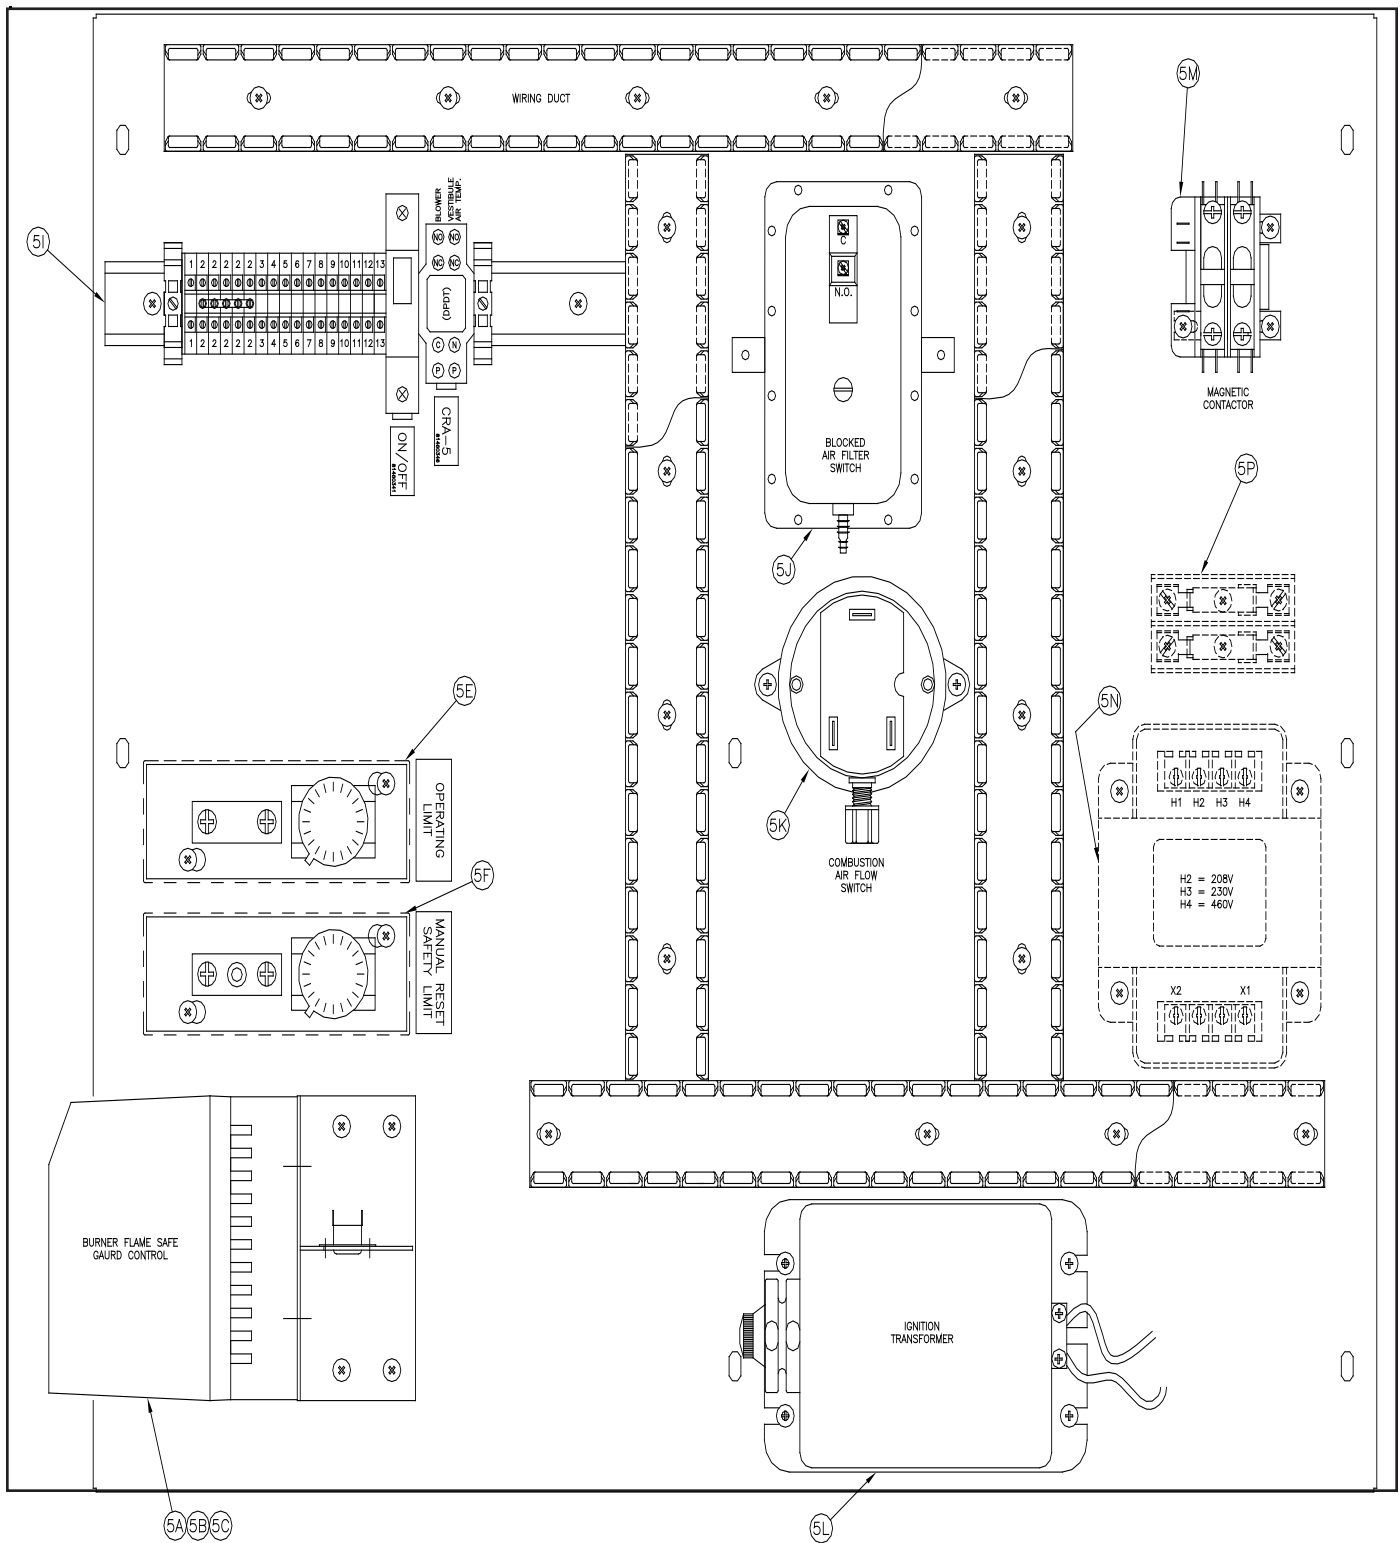 WIRING DUCT
5M
BLOWER
VESTIBULE
AIR TEMP.
NO NO
NC NC
(DPDT)
C N
P P
5I
1 2 2 2 2 2 3 4 5 6 7 8 9 10 11 12 13
1 2 2 2 2 2 3 4 5 6 7 8 9 10 11 12 13
C
N.O.
MAGNETIC
CONTACTOR
CRA-5
ON/OFF
BLOCKED
AIR FILTER
SWITCH
5P
5J
5E
5N
OPERATING
LIMIT
H1 H2 H3 H4
5K
COMBUSTION
AIR FLOW
SWITCH
H2 = 208V
H3 = 230V
H4 = 460V
5F
MANUAL RESET
SAFETY LIMIT
X2 X1
BURNER FLAME SAFE
GAURD CONTROL
IGNITION
TRANSFORMER
5A 5B 5C
5L